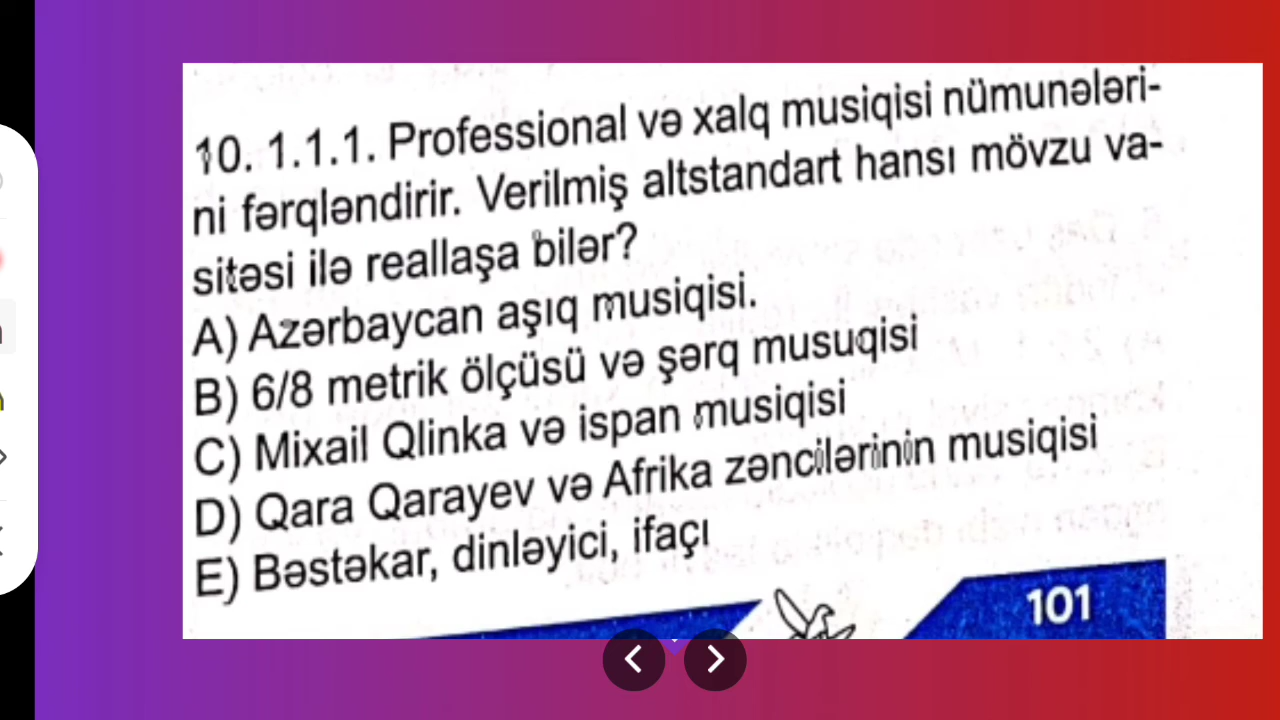 10. 1.1.1. Professional və xalq musiqisi nümunələri-
ni fərqləndirir. Verilmiş altstandart hansı mövzu va-
sitəsi ilə reallaşa bilər?
A) Azərbaycan aşıq musiqisi.
B) 6/8 metrik ölçüsü və şərq musuqisi
C) Mixail Qlinka və ispan musiqisi
D) Qara Qarayev və Afrika zəncilərinin musiqisi
E) Bəstəkar, dinləyici, ifaçı
101